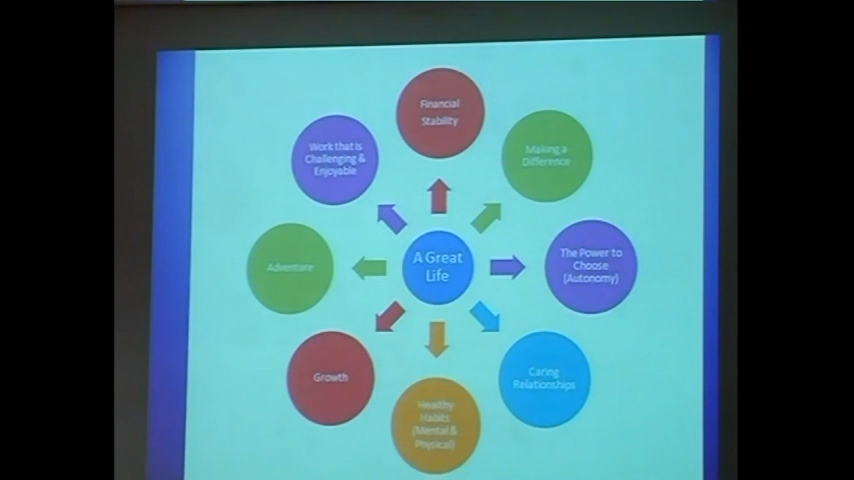 Financial
Stability
Making a
Difference
The Power to
Choose
(Autonomy)
Caring
Relationships
Healthy
Habits
(Mental &
Physical)
Growth
Adventure
Work that is
Challenging &
Enjoyable
A Great
Life